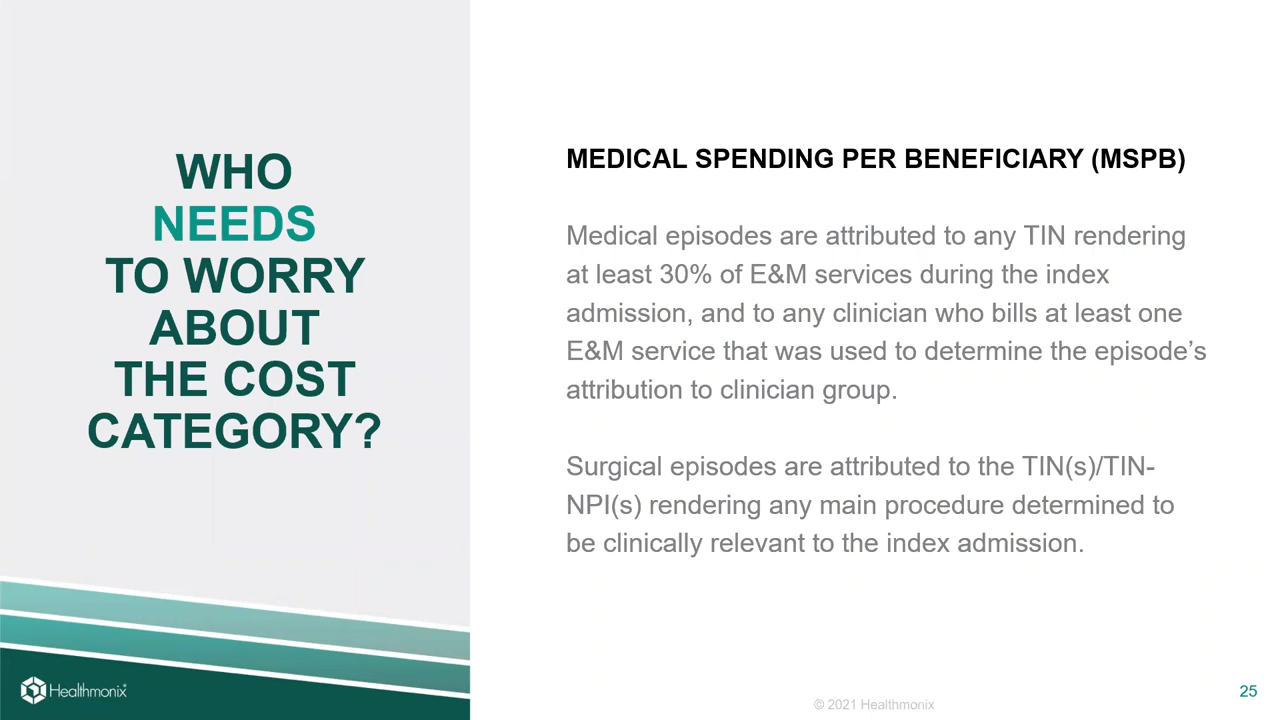 WHO
NEEDS
TO WORRY
ABOUT
THE COST
CATEGORY?
MEDICAL SPENDING PER BENEFICIARY (MSPB)
Medical episodes are attributed to any TIN rendering
at least 30% of E&M services during the index
admission, and to any clinician who bills at least one
E&M service that was used to determine the episode’s
attribution to clinician group.
Surgical episodes are attributed to the TIN(s)/TIN-
NPI(s) rendering any main procedure determined to
be clinically relevant to the index admission.
Healthmonix
© 2021 Healthmonix
25